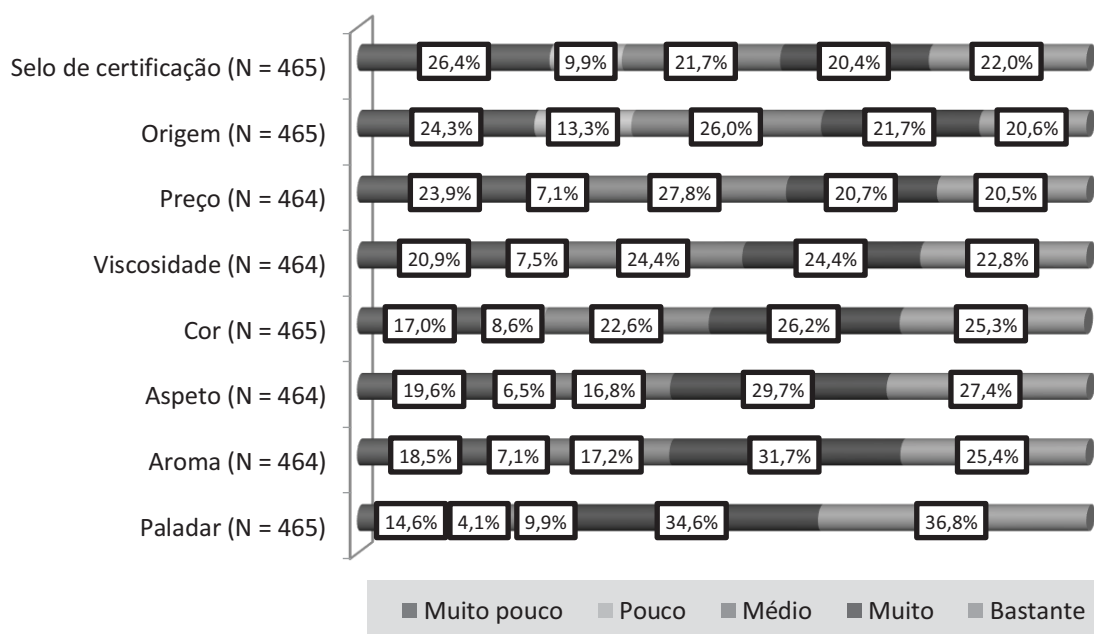 Selo de certificação (N = 465) 26,4% 9,9% 21,7% 20,4% 22,0%
Origem (N = 465) 24,3% 13,3% 26,0% 21,7% 20,6%
Preço (N = 464) 23,9% 7,1% 27,8% 20,7% 20,5%
Viscosidade (N = 464) 20,9% 7,5% 24,4% 24,4% 22,8%
Cor (N = 465) 17,0% 8,6% 22,6% 26,2% 25,3%
Aspeto (N = 464) 19,6% 6,5% 16,8% 29,7% 27,4%
Aroma (N = 464) 18,5% 7,1% 17,2% 31,7% 25,4%
Paladar (N = 465) 14,6% 4,1% 9,9% 34,6% 36,8%
Muito pouco Pouco Médio Muito Bastante